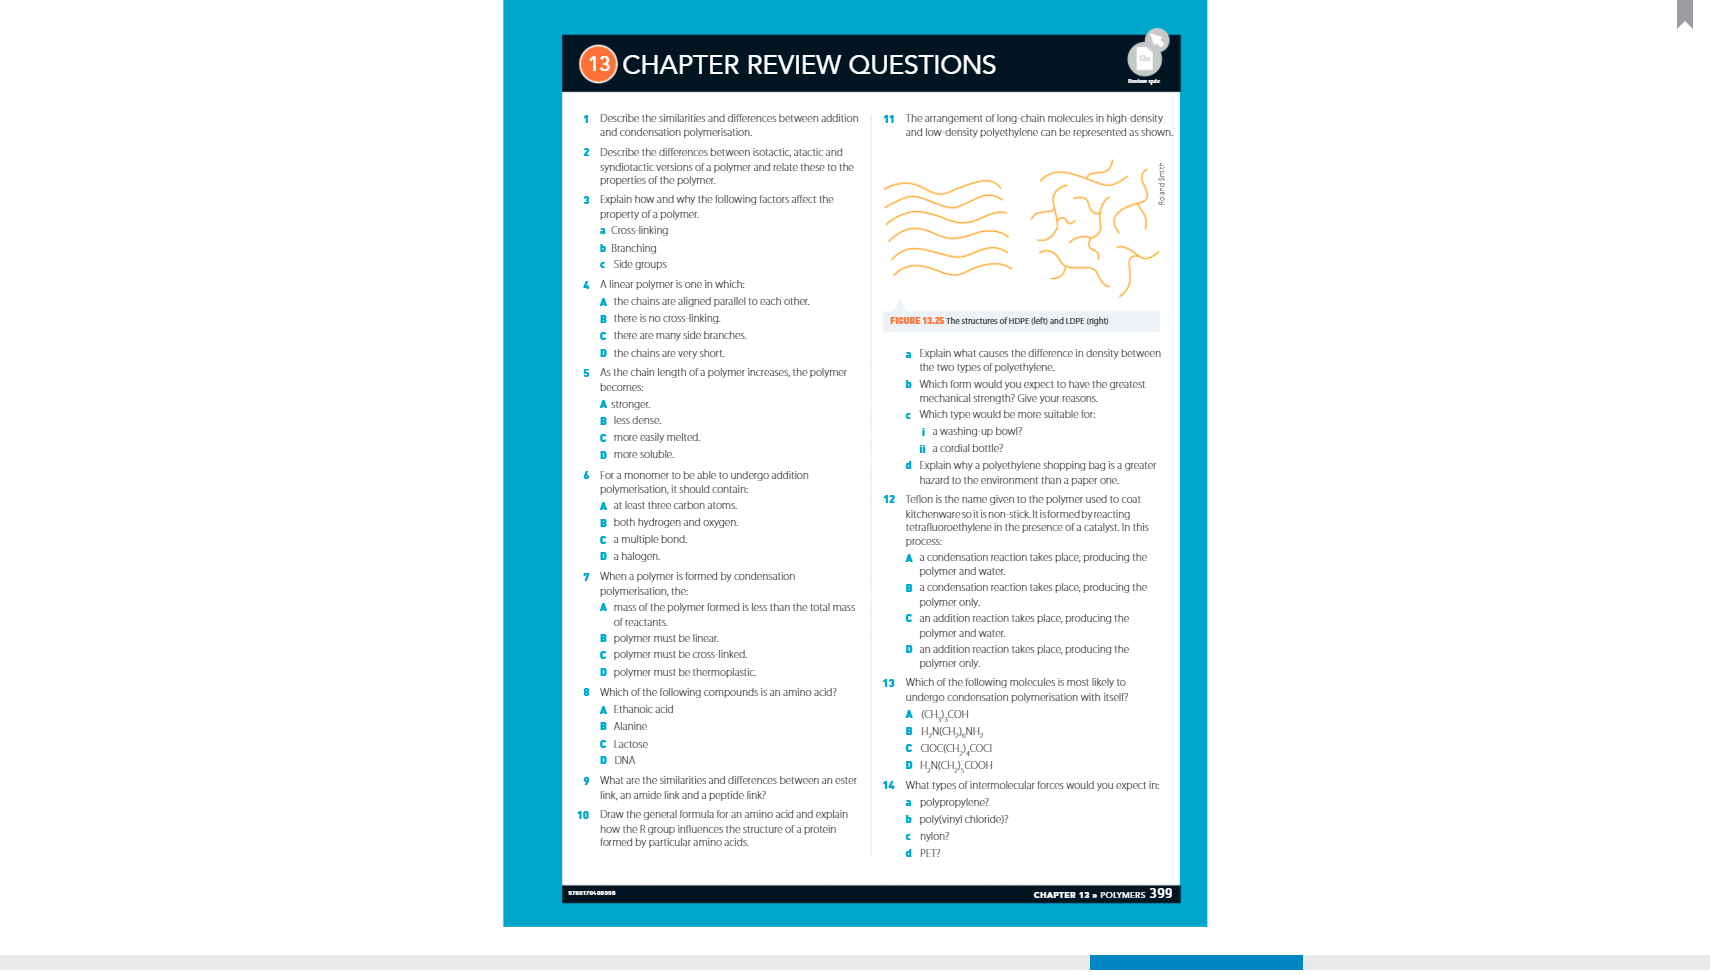 13 CHAPTER REVIEW QUESTIONS
Qz
Review quiz
1 Describe the similarities and differences between addition
and condensation polymerisation.
2 Describe the differences between isotactic, atactic and
syndiotactic versions of a polymer and relate these to the
properties of the polymer.
3 Explain how and why the following factors affect the
property of a polymer.
a Cross-linking
b Branching
c Side groups
4 A linear polymer is one in which:
A the chains are aligned parallel to each other.
B there is no cross-linking.
C there are many side branches.
D the chains are very short.
5 As the chain length of a polymer increases, the polymer
becomes:
A stronger.
B less dense.
C more easily melted.
D more soluble.
6 For a monomer to be able to undergo addition
polymerisation, it should contain:
A at least three carbon atoms.
B both hydrogen and oxygen.
C a multiple bond.
D a halogen.
7 When a polymer is formed by condensation
polymerisation, the:
A mass of the polymer formed is less than the total mass
of reactants.
B polymer must be linear.
C polymer must be cross-linked.
D polymer must be thermoplastic.
8 Which of the following compounds is an amino acid?
A Ethanoic acid
B Alanine
C Lactose
D DNA
9 What are the similarities and differences between an ester
link, an amide link and a peptide link?
10 Draw the general formula for an amino acid and explain
how the R group influences the structure of a protein
formed by particular amino acids.
11 The arrangement of long-chain molecules in high-density
and low-density polyethylene can be represented as shown.
Roland Smith
FIGURE 13.25 The structures of HDPE (left) and LDPE (right)
a Explain what causes the difference in density between
the two types of polyethylene.
b Which form would you expect to have the greatest
mechanical strength? Give your reasons.
c Which type would be more suitable for:
i a washing-up bowl?
ii a cordial bottle?
d Explain why a polyethylene shopping bag is a greater
hazard to the environment than a paper one.
12 Teflon is the name given to the polymer used to coat
kitchenware so it is non-stick. It is formed by reacting
tetrafluoroethylene in the presence of a catalyst. In this
process:
A a condensation reaction takes place, producing the
polymer and water.
B a condensation reaction takes place, producing the
polymer only.
C an addition reaction takes place, producing the
polymer and water.
D an addition reaction takes place, producing the
polymer only.
13 Which of the following molecules is most likely to
undergo condensation polymerisation with itself?
A (CH₃)₃COH
B H₂N(CH₂)₆NH₂
C ClOC(CH₂)₄COCl
D H₂N(CH₂)₅COOH
14 What types of intermolecular forces would you expect in:
a polypropylene?
b poly(vinyl chloride)?
c nylon?
d PET?
9780170408998
CHAPTER 13 » POLYMERS 399